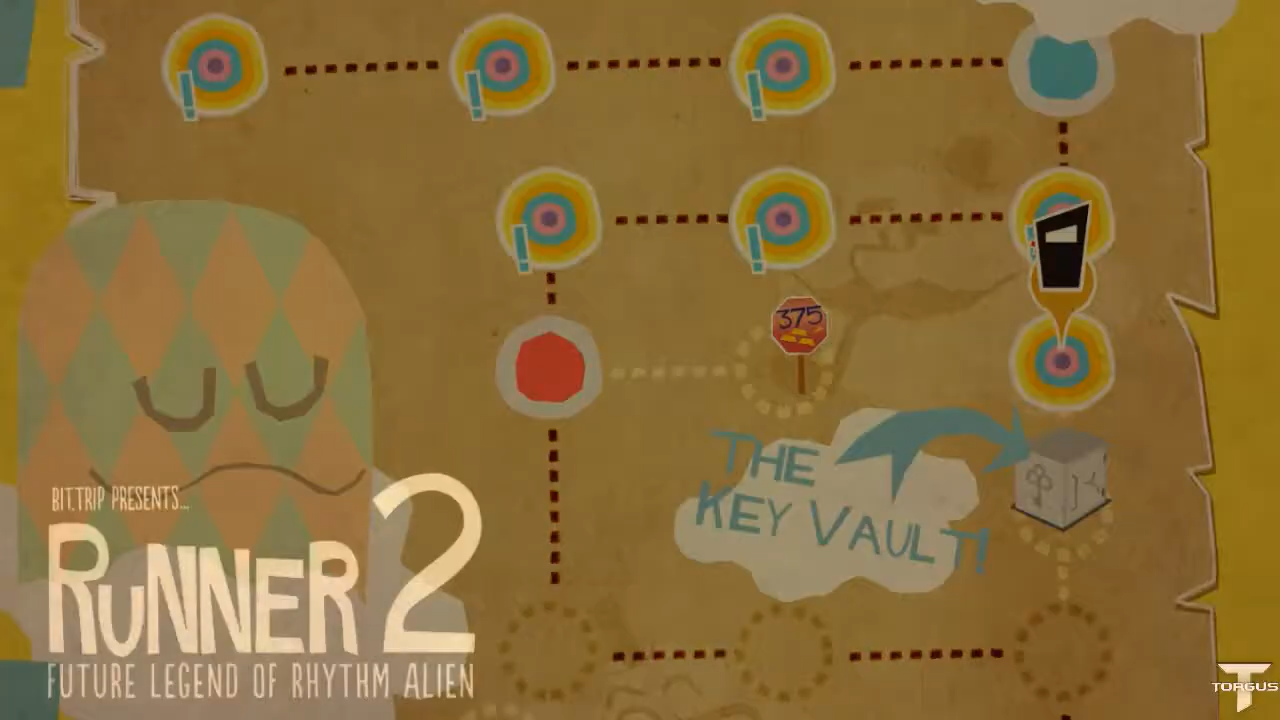 375
THE
KEY VAULT!
BIT.TRIP PRESENTS...
RUNNER 2
FUTURE LEGEND OF RHYTHM ALIEN
TORGUS